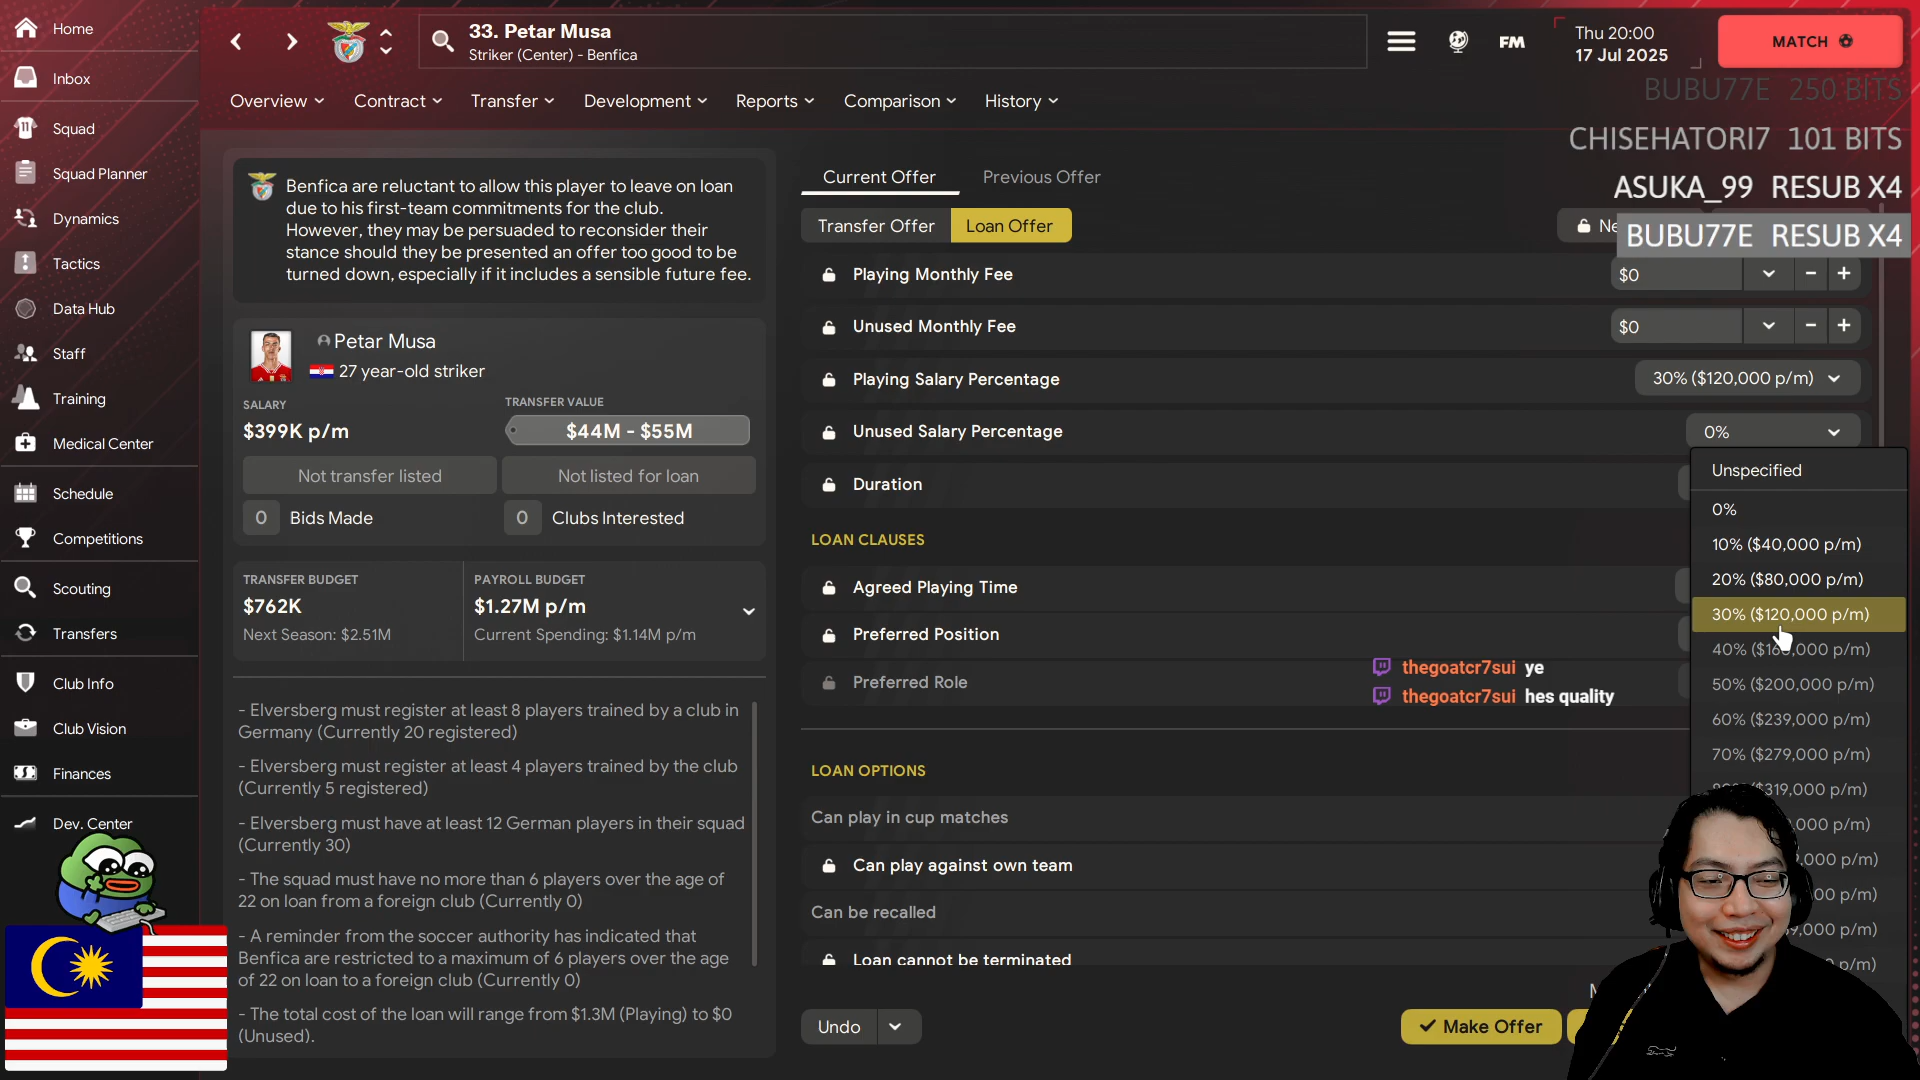 Home
Inbox
Squad
Squad Planner
Dynamics
Tactics
Data Hub
Staff
Training
Medical Center
Schedule
Competitions
Scouting
Transfers
Club Info
Club Vision
Finances
Dev. Center
33. Petar Musa
Striker (Center) - Benfica
FM
Thu 20:00
17 Jul 2025
MATCH
Overview
Contract
Transfer
Development
Reports
Comparison
History
BUBU77E 250 BITS
CHISEHATORI7 101 BITS
ASUKA_99 RESUB X4
BUBU77E RESUB X4
Benfica are reluctant to allow this player to leave on loan
due to his first-team commitments for the club.
However, they may be persuaded to reconsider their
stance should they be presented an offer too good to be
turned down, especially if it includes a sensible future fee.
Petar Musa
27 year-old striker
SALARY
$399K p/m
TRANSFER VALUE
$44M - $55M
Not transfer listed
Not listed for loan
0 Bids Made
0 Clubs Interested
TRANSFER BUDGET
$762K
Next Season: $2.51M
PAYROLL BUDGET
$1.27M p/m
Current Spending: $1.14M p/m
- Elversberg must register at least 8 players trained by a club in
Germany (Currently 20 registered)
- Elversberg must register at least 4 players trained by the club
(Currently 5 registered)
- Elversberg must have at least 12 German players in their squad
(Currently 30)
- The squad must have no more than 6 players over the age of
22 on loan from a foreign club (Currently 0)
- A reminder from the soccer authority has indicated that
Benfica are restricted to a maximum of 6 players over the age
of 22 on loan to a foreign club (Currently 0)
- The total cost of the loan will range from $1.3M (Playing) to $0
(Unused).
Current Offer
Previous Offer
Transfer Offer
Loan Offer
Playing Monthly Fee
$0
Unused Monthly Fee
$0
Playing Salary Percentage
30% ($120,000 p/m)
Unused Salary Percentage
0%
Duration
LOAN CLAUSES
Agreed Playing Time
Preferred Position
Preferred Role
LOAN OPTIONS
Can play in cup matches
Can play against own team
Can be recalled
Loan cannot be terminated
Unspecified
0%
10% ($40,000 p/m)
20% ($80,000 p/m)
30% ($120,000 p/m)
40% ($160,000 p/m)
50% ($200,000 p/m)
60% ($239,000 p/m)
70% ($279,000 p/m)
($319,000 p/m)
thegoatcr7sui ye
thegoatcr7sui hes quality
Undo
Make Offer